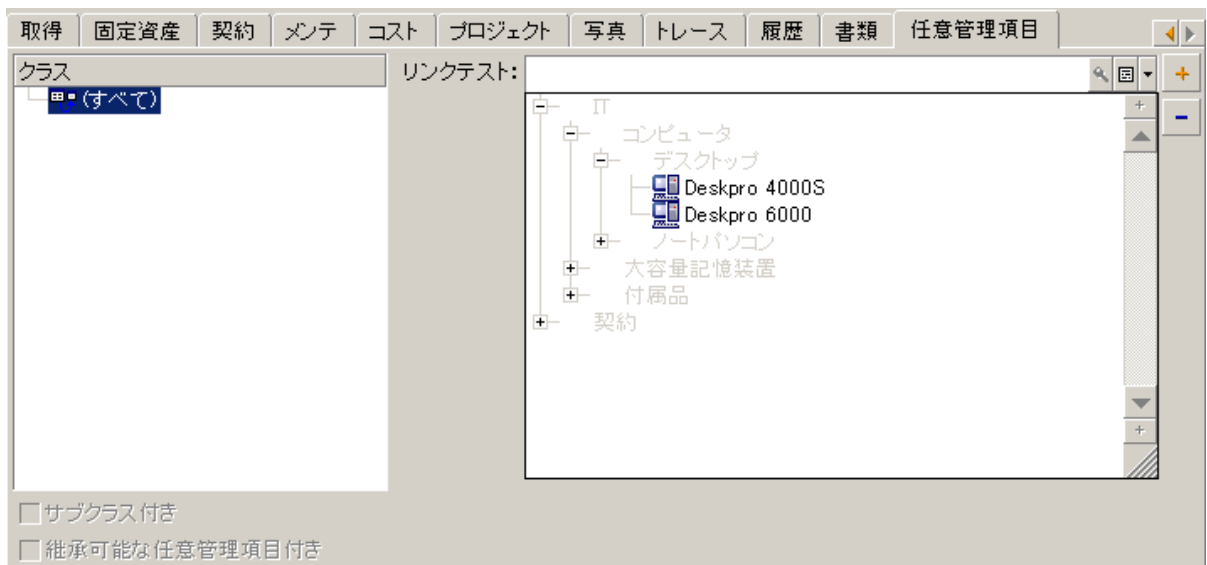 取得 固定資産 契約 メンテ コスト プロジェクト 写真 トレース 履歴 書類 任意管理項目
クラス
(すべて)
リンクテスト:
IT
コンピュータ
デスクトップ
Deskpro 4000S
Deskpro 6000
ノートパソコン
大容量記憶装置
付属品
契約
サブクラス付き
継承可能な任意管理項目付き